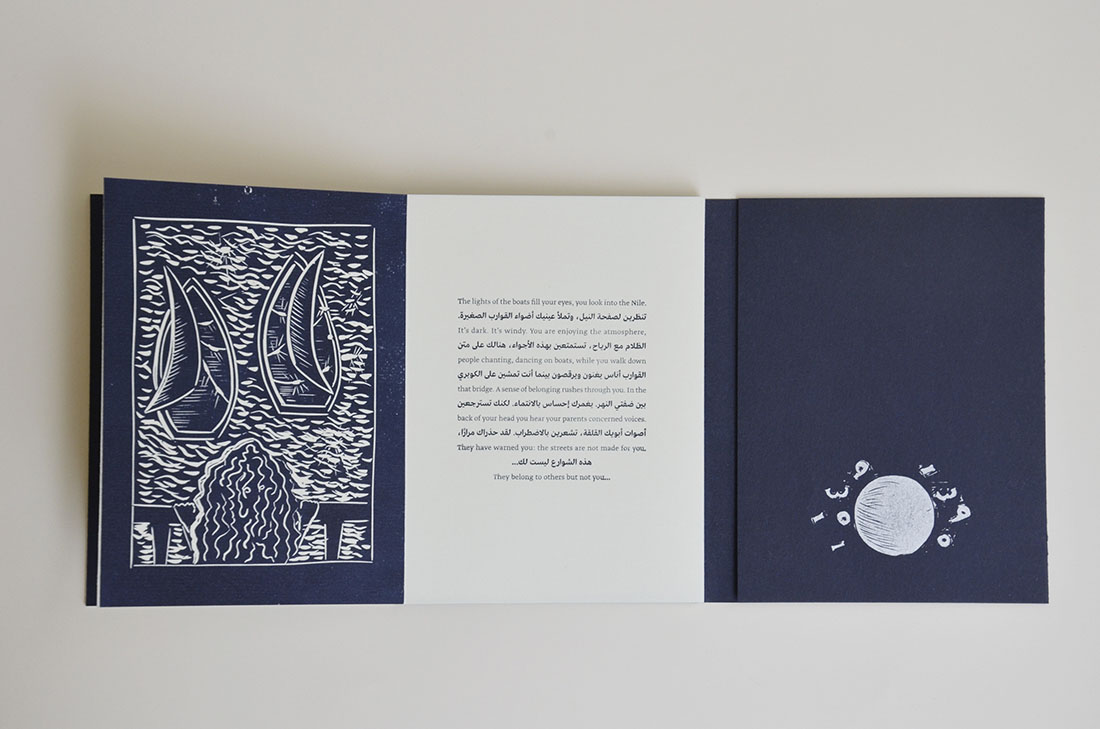 The lights of the boats fill your eyes, you look into the Nile.
تنظرين لصفحة النيل، وتملأ عينيك أضواء القوارب الصغيرة.
It's dark. It's windy. You are enjoying the atmosphere,
الظلام مع الرياح، تستمتعين بهذه الأجواء، هنالك على متن
people chanting, dancing on boats, while you walk down
القوارب أناس يغنون ويرقصون بينما أنت تمشين على الكوبري
that bridge. A sense of belonging rushes through you. In the
بين ضفتي النهر. يغمرك إحساس بالانتماء. لكنك تسترجعين
back of your head you hear your parents concerned voices.
أصوات أبويك القلقة، تشعرين بالاضطراب. لقد حذراك مرارًا،
They have warned you: the streets are not made for you.
هذه الشوارع ليست لك...
They belong to others but not you...